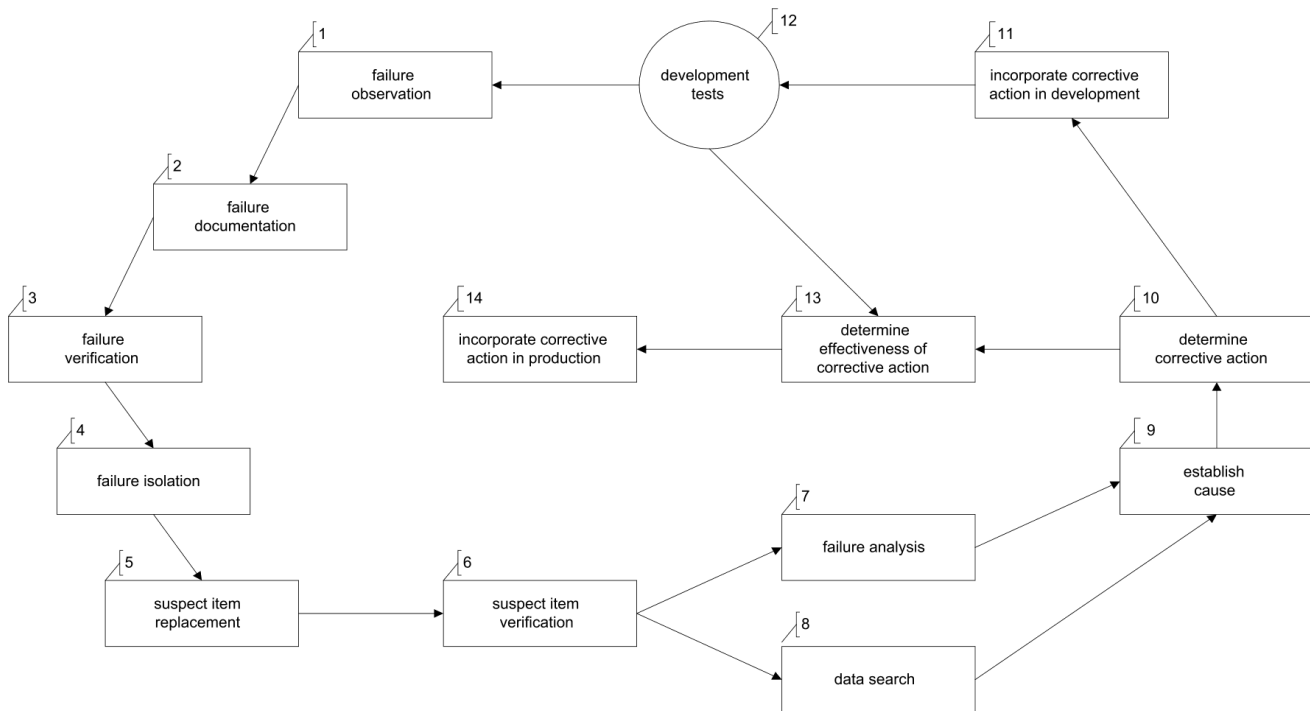 1
failure
observation
2
failure
documentation
3
failure
verification
4
failure isolation
5
suspect item
replacement
6
suspect item
verification
7
failure analysis
8
data search
9
establish
cause
10
determine
corrective action
11
incorporate corrective
action in development
12
development
tests
13
determine
effectiveness of
corrective action
14
incorporate corrective
action in production